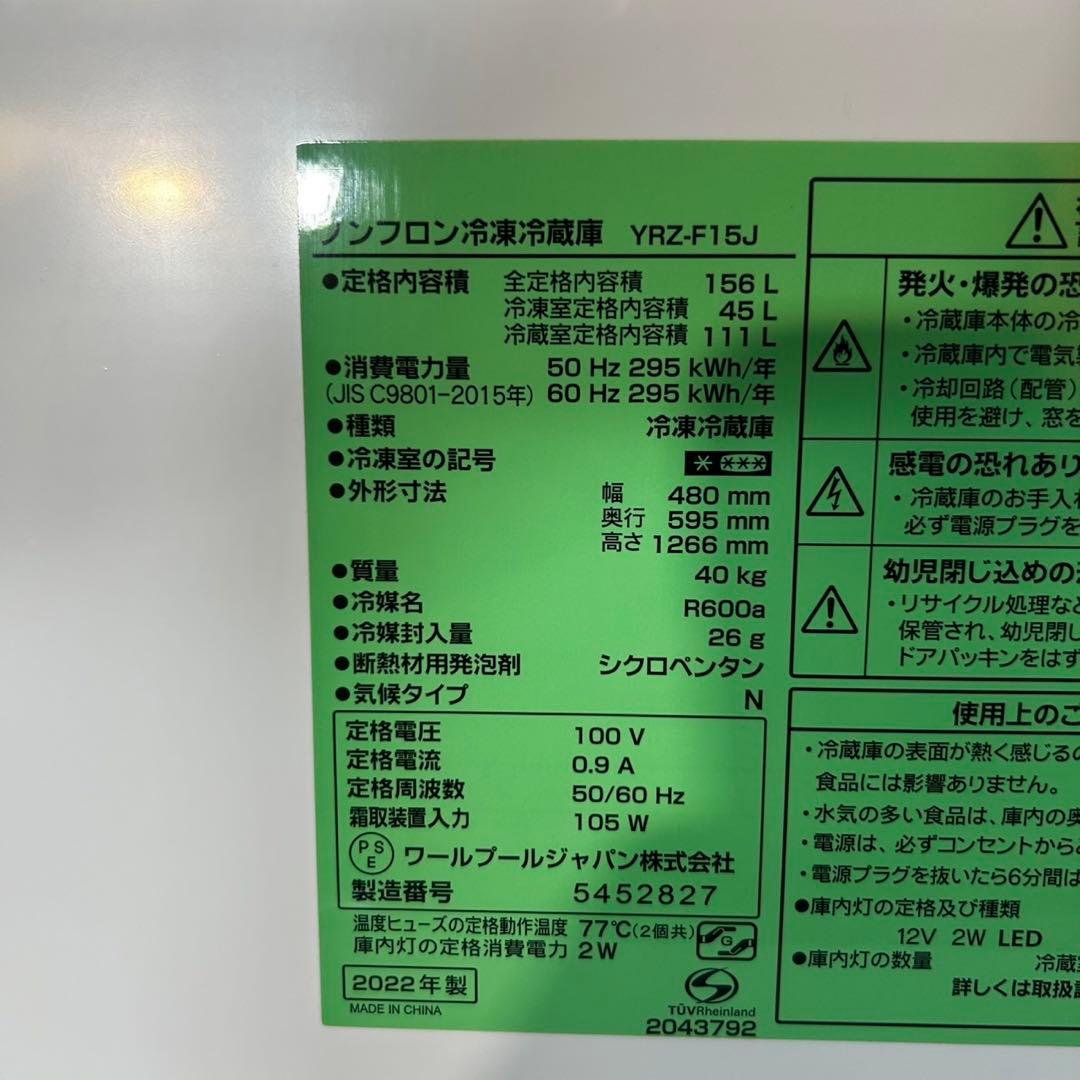 ノンフロン冷凍冷蔵庫 YRZ-F15J
●定格内容積 全定格内容積 156 L
冷凍室定格内容積 45 L
冷蔵室定格内容積 111 L
●消費電力量 50 Hz 295 kWh/年
(JIS C9801-2015年) 60 Hz 295 kWh/年
●種類 冷凍冷蔵庫
●冷凍室の記号 * ***
●外形寸法 幅 480 mm
奥行 595 mm
高さ 1266 mm
●質量 40 kg
●冷媒名 R600a
●冷媒封入量 26 g
●断熱材用発泡剤 シクロペンタン
●気候タイプ N
定格電圧 100 V
定格電流 0.9 A
定格周波数 50/60 Hz
霜取装置入力 105 W
PSE ワールプールジャパン株式会社
製造番号 5452827
温度ヒューズの定格動作温度 77℃(2個共)
庫内灯の定格消費電力 2W
G
2022年製
MADE IN CHINA
TÜVRheinland
2043792
発火・爆発の恐
・冷蔵庫本体の冷
・冷蔵庫内で電気
・冷却回路(配管)
使用を避け、窓を
感電の恐れあり
・冷蔵庫のお手入
必ず電源プラグを
幼児閉じ込めの
・リサイクル処理など
保管され、幼児閉じ
ドアパッキンをはず
使用上のご
・冷蔵庫の表面が熱く感じるの
食品には影響ありません。
・水気の多い食品は、庫内の奥
・電源は、必ずコンセントから
・電源プラグを抜いたら6分間は
●庫内灯の定格及び種類
12V 2W LED
●庫内灯の数量 冷蔵
詳しくは取扱